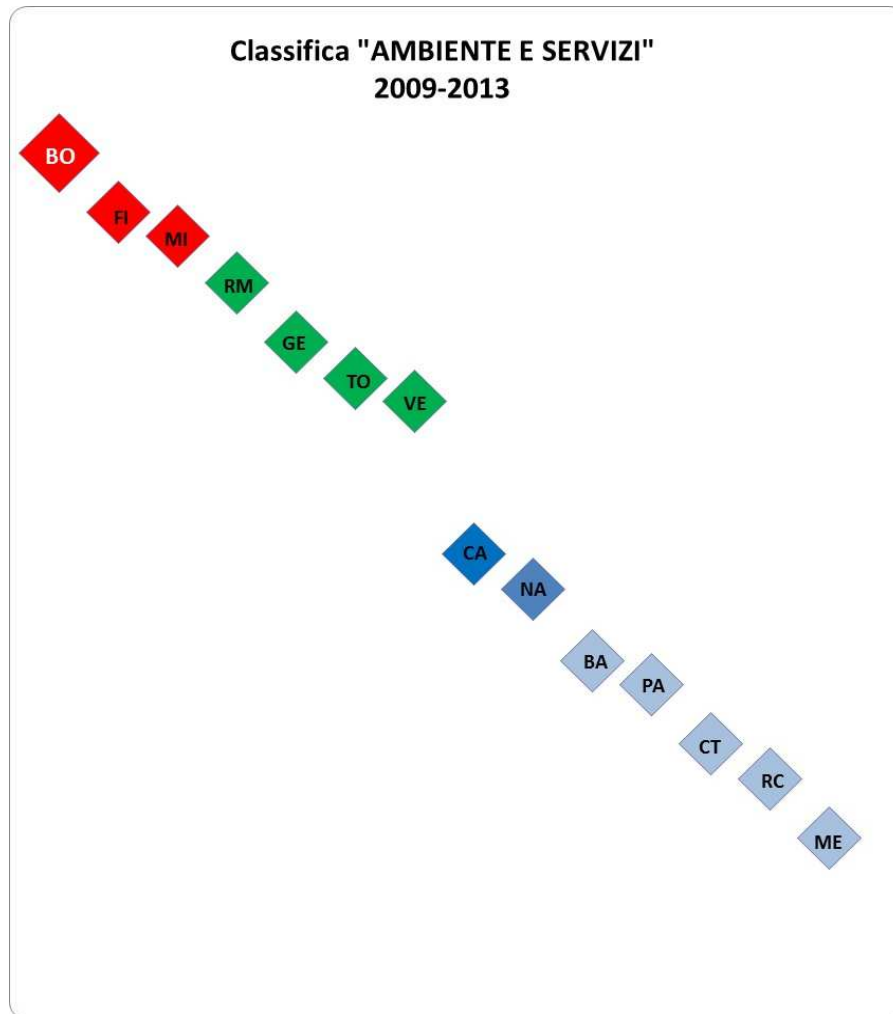 Classifica "AMBIENTE E SERVIZI"
2009-2013
BO
FI
MI
RM
GE
TO
VE
CA
NA
BA
PA
CT
RC
ME